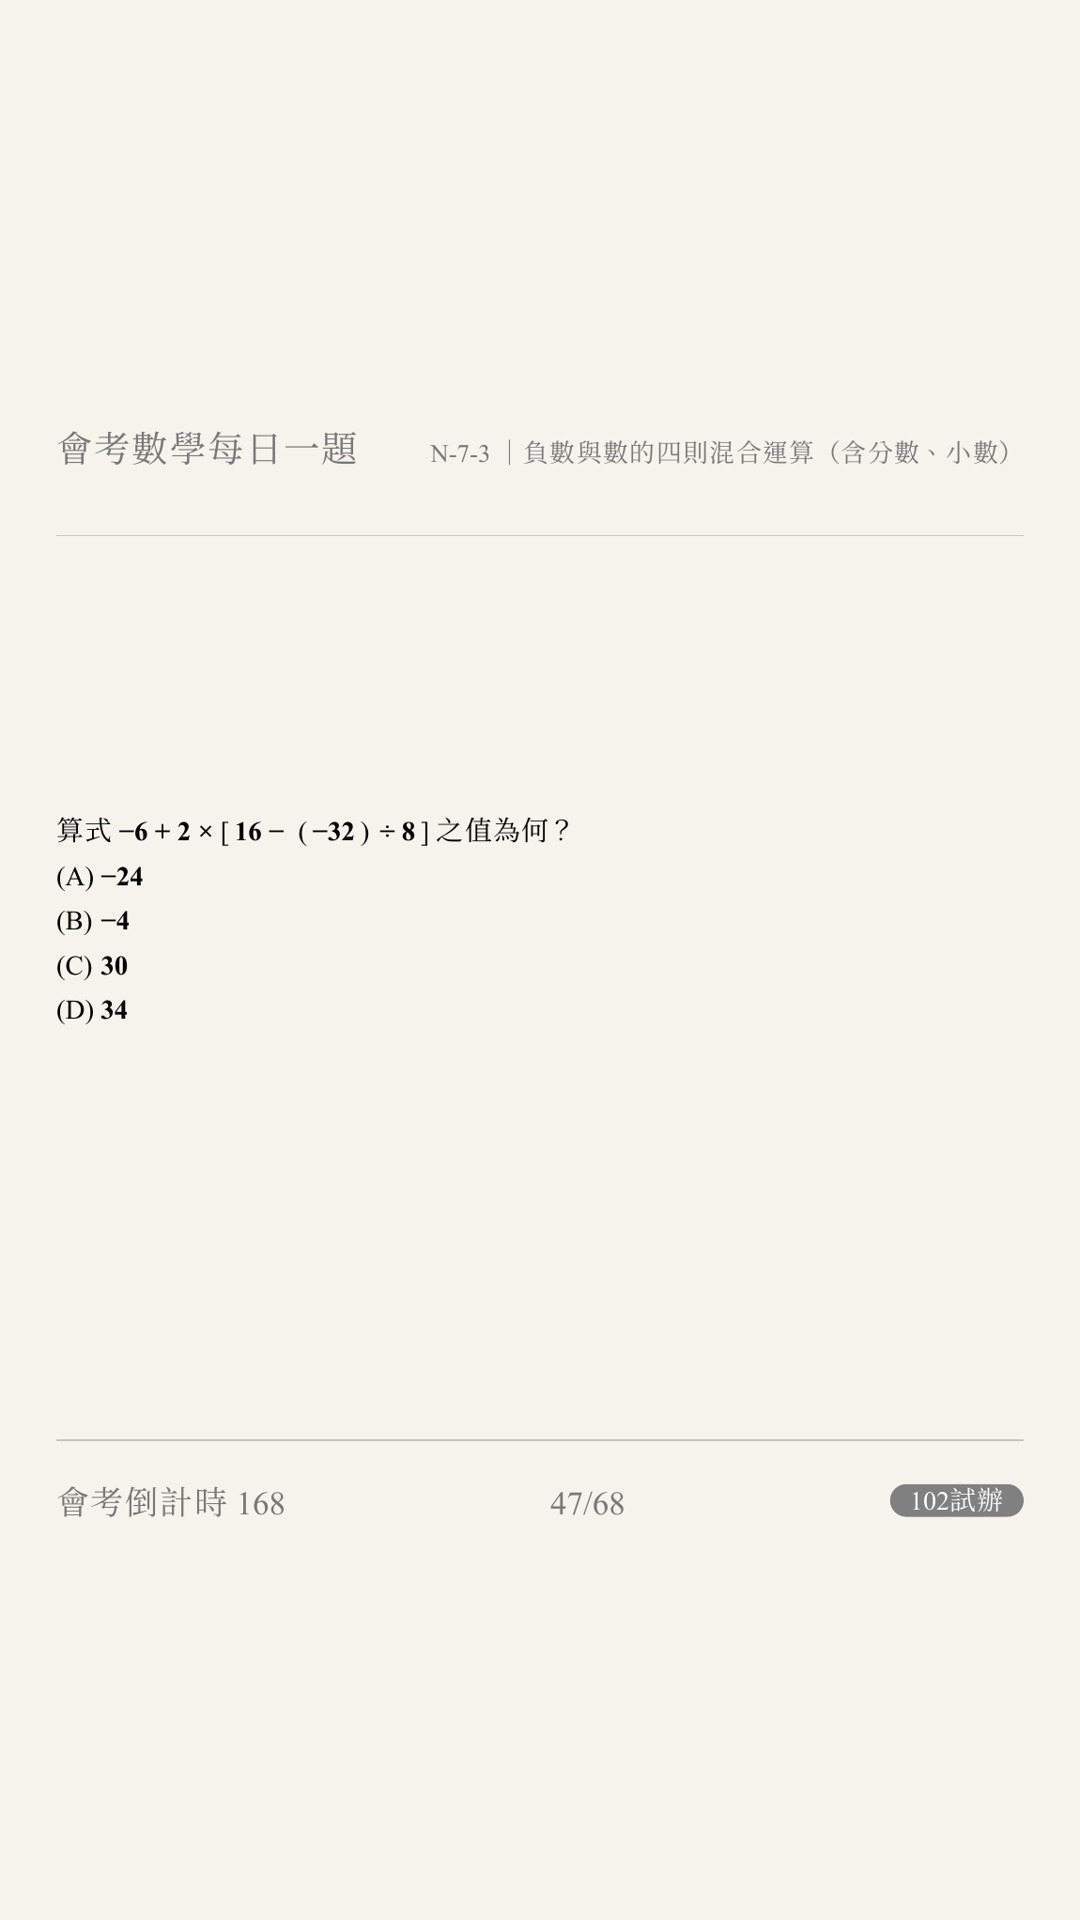 會考數學每日一題
N-7-3｜負數與數的四則混合運算（含分數、小數）
算式 −6 + 2 × [ 16 − ( −32 ) ÷ 8 ] 之值為何？
(A) −24
(B) −4
(C) 30
(D) 34
會考倒計時 168
47/68
102試辦